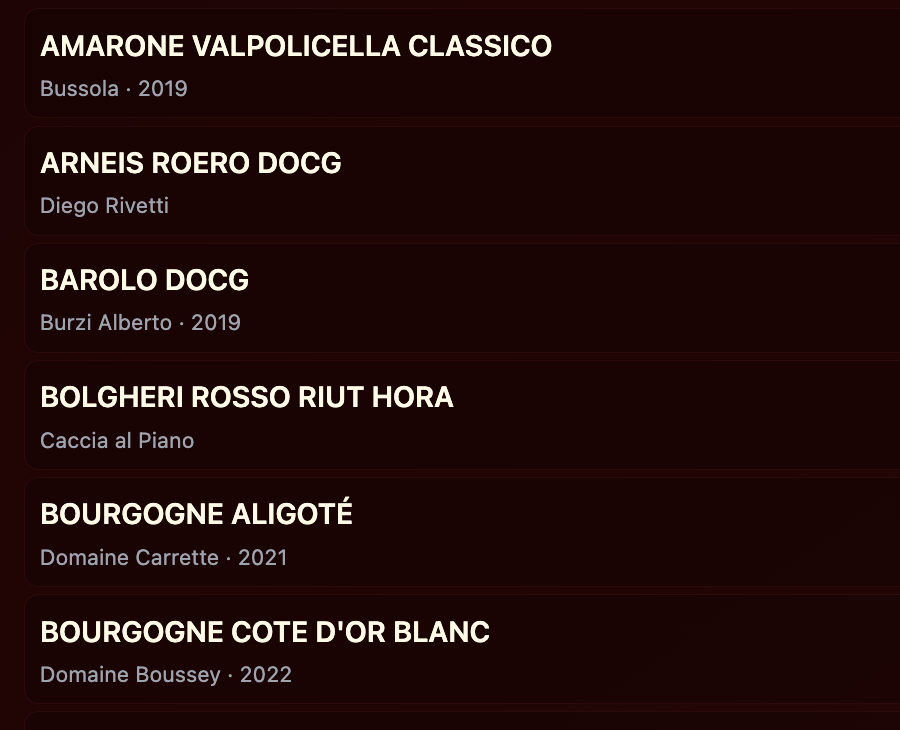 AMARONE VALPOLICELLA CLASSICO
Bussola · 2019
ARNEIS ROERO DOCG
Diego Rivetti
BAROLO DOCG
Burzi Alberto · 2019
BOLGHERI ROSSO RIUT HORA
Caccia al Piano
BOURGOGNE ALIGOTÉ
Domaine Carrette · 2021
BOURGOGNE COTE D'OR BLANC
Domaine Boussey · 2022